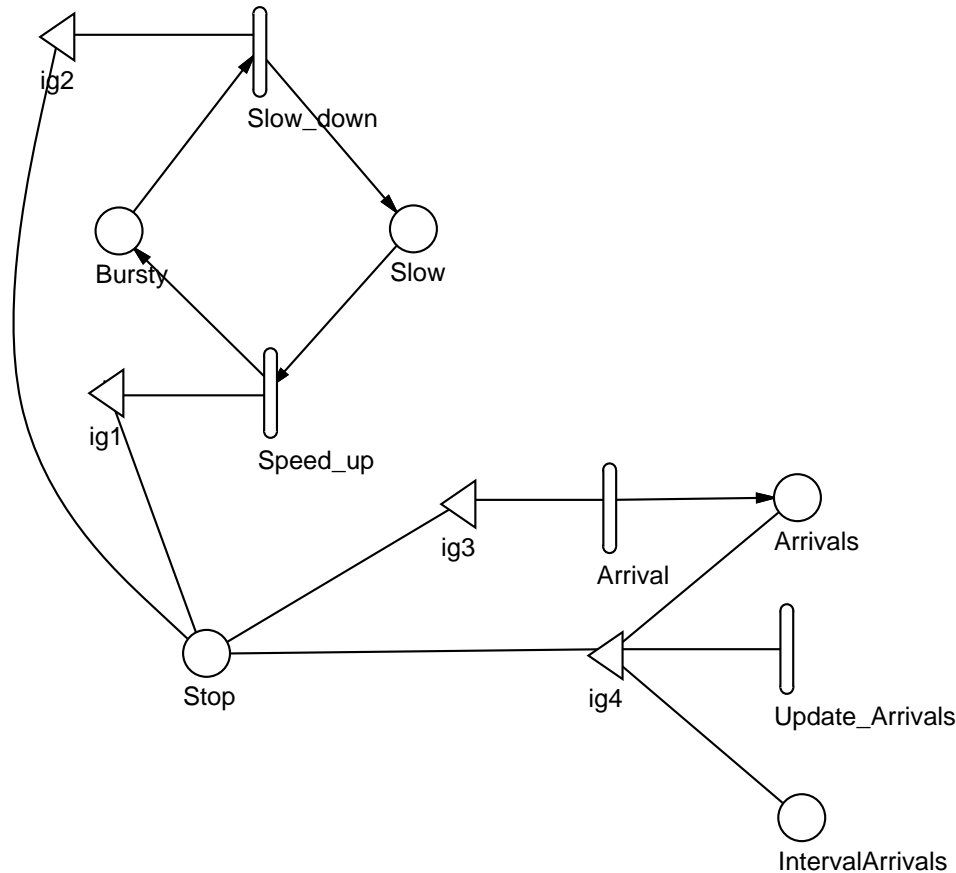 ig2
Slow_down
Bursty
Slow
ig1
Speed_up
ig3
Arrival
Arrivals
Stop
ig4
Update_Arrivals
IntervalArrivals